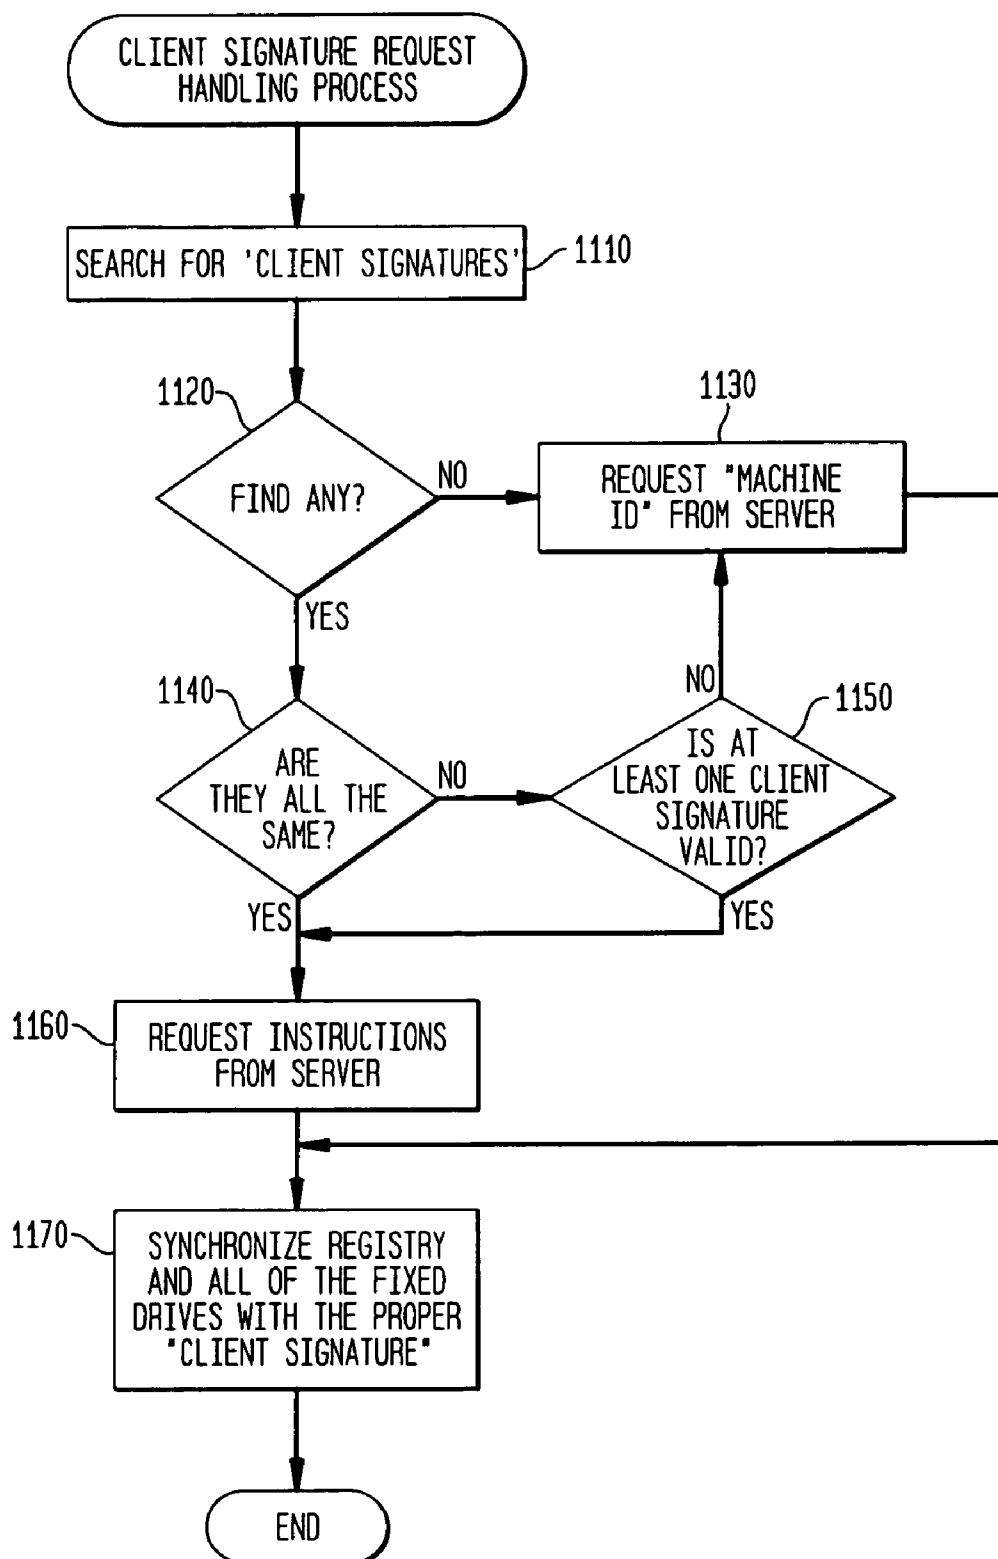 CLIENT SIGNATURE REQUEST
HANDLING PROCESS
SEARCH FOR 'CLIENT SIGNATURES'
1110
1120
FIND ANY?
NO
YES
1130
REQUEST "MACHINE
ID" FROM SERVER
1140
ARE
THEY ALL THE
SAME?
NO
YES
NO
1150
IS AT
LEAST ONE CLIENT
SIGNATURE
VALID?
YES
1160
REQUEST INSTRUCTIONS
FROM SERVER
1170
SYNCHRONIZE REGISTRY
AND ALL OF THE FIXED
DRIVES WITH THE PROPER
"CLIENT SIGNATURE"
END